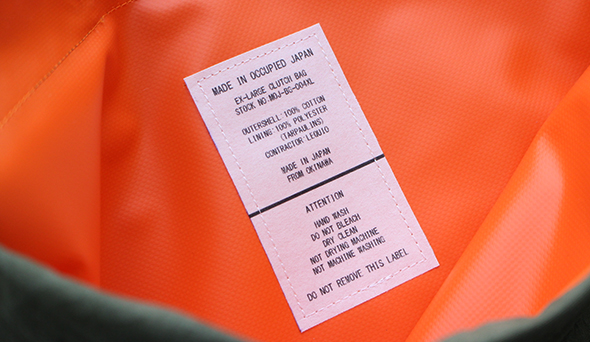 MADE IN OCCUPIED JAPAN
EX-LARGE CLUTCH BAG
STOCK NO:MOJ-BG-004XL
OUTERSHELL:100% COTTON
LINING:100% POLYESTER
(TARPAULINS)
CONTRACTOR:LEQUIO
MADE IN JAPAN
FROM OKINAWA
ATTENTION
HAND WASH
DO NOT BLEACH
DRY CLEAN
NOT DRYING MACHINE
NOT MACHINE WASHING
DO NOT REMOVE THIS LABEL